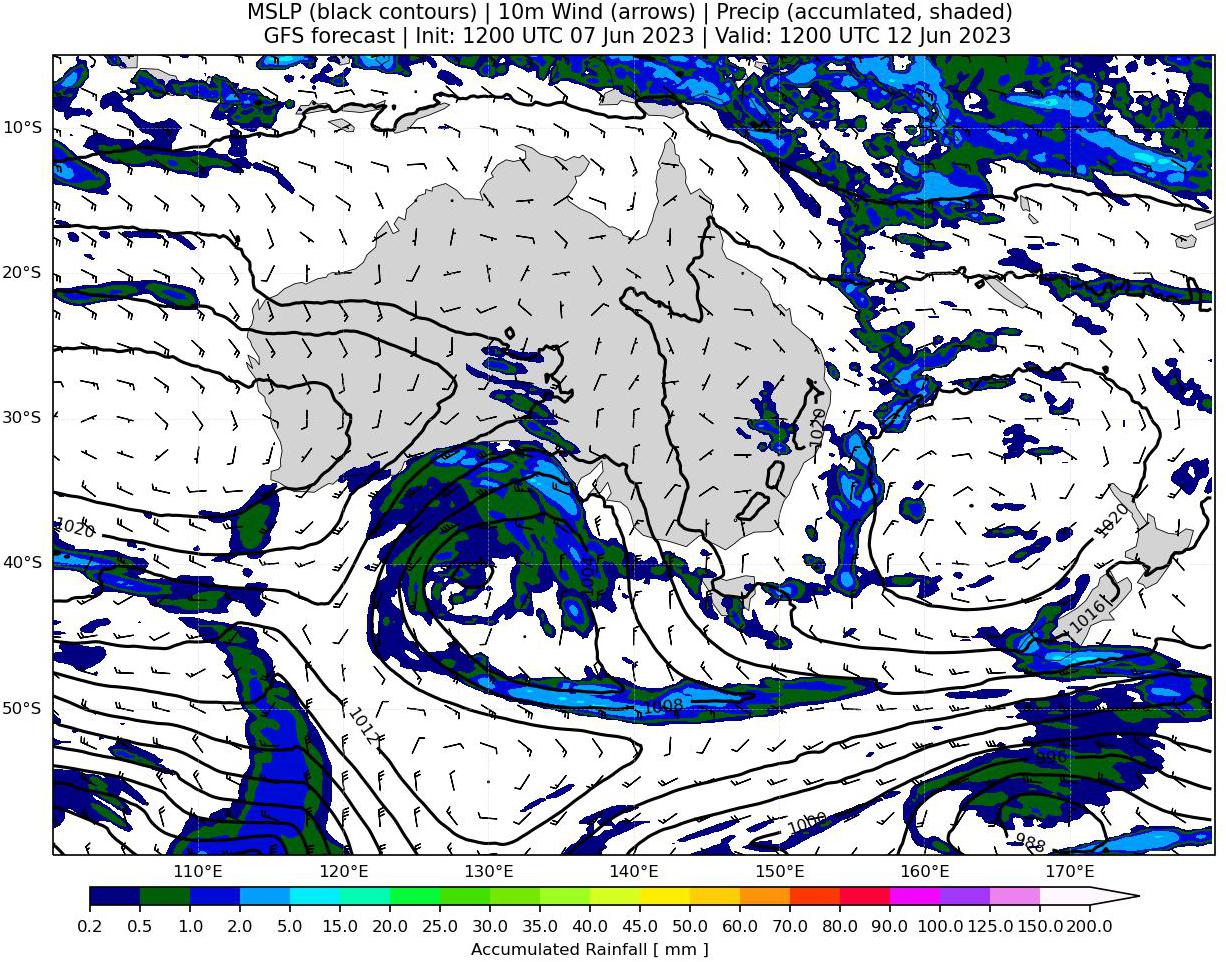 MSLP (black contours) | 10m Wind (arrows) | Precip (accumlated, shaded)
GFS forecast | Init: 1200 UTC 07 Jun 2023 | Valid: 1200 UTC 12 Jun 2023
10°S
20°S
1020
30°S
1020
1020
40°S
1016
50°S
1008
1012
996
1000
988
110°E 120°E 130°E 140°E 150°E 160°E 170°E
0.2 0.5 1.0 2.0 5.0 10.0 15.0 20.0 25.0 30.0 35.0 40.0 45.0 50.0 60.0 70.0 80.0 90.0 100.0 125.0 150.0 200.0
Accumulated Rainfall [ mm ]